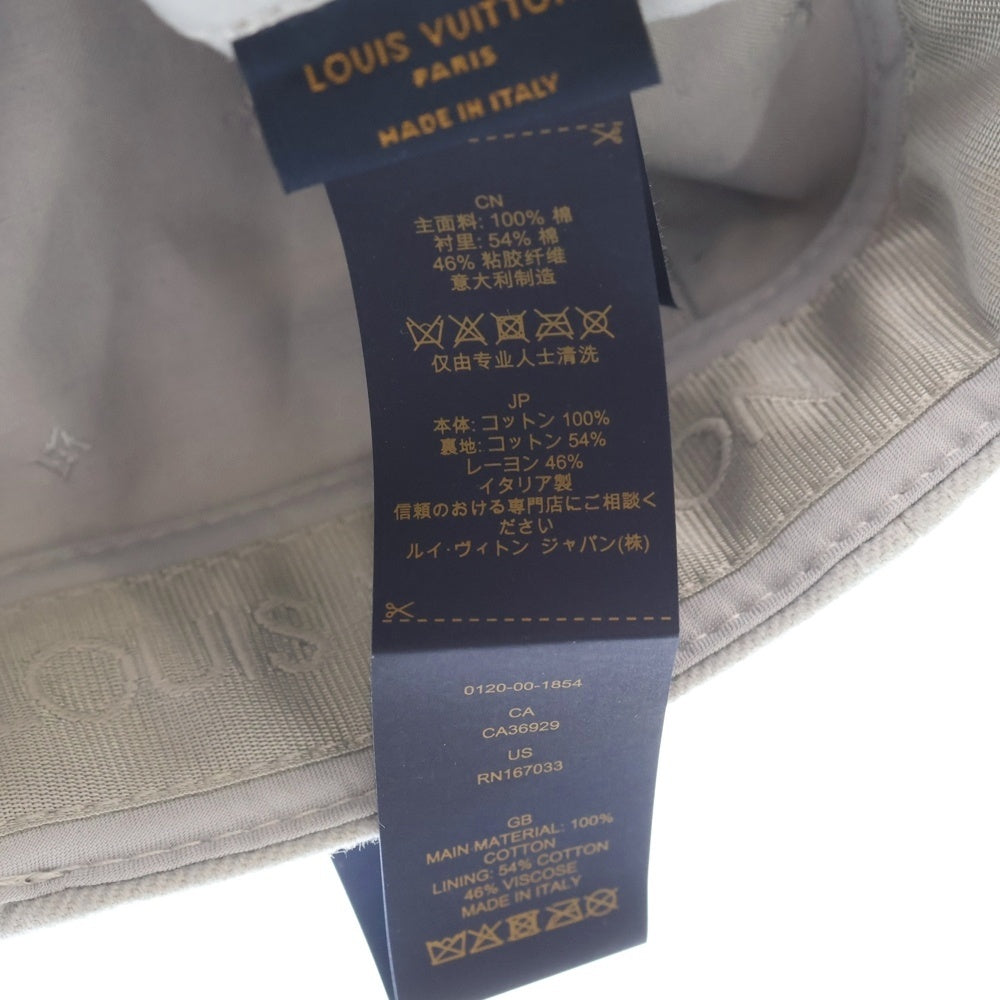 LOUIS VUITTON
PARIS
MADE IN ITALY
CN
主面料: 100% 棉
衬里: 54% 棉
46% 粘胶纤维
意大利制造
仅由专业人士清洗
JP
本体: コットン 100%
裏地: コットン 54%
レーヨン 46%
イタリア製
信頼のおける専門店にご相談く
ださい
ルイ·ヴィトン ジャパン(株)
0120-00-1854
CA
CA36929
US
RN167033
GB
MAIN MATERIAL: 100%
COTTON
LINING: 54% COTTON
46% VISCOSE
MADE IN ITALY
OUIS